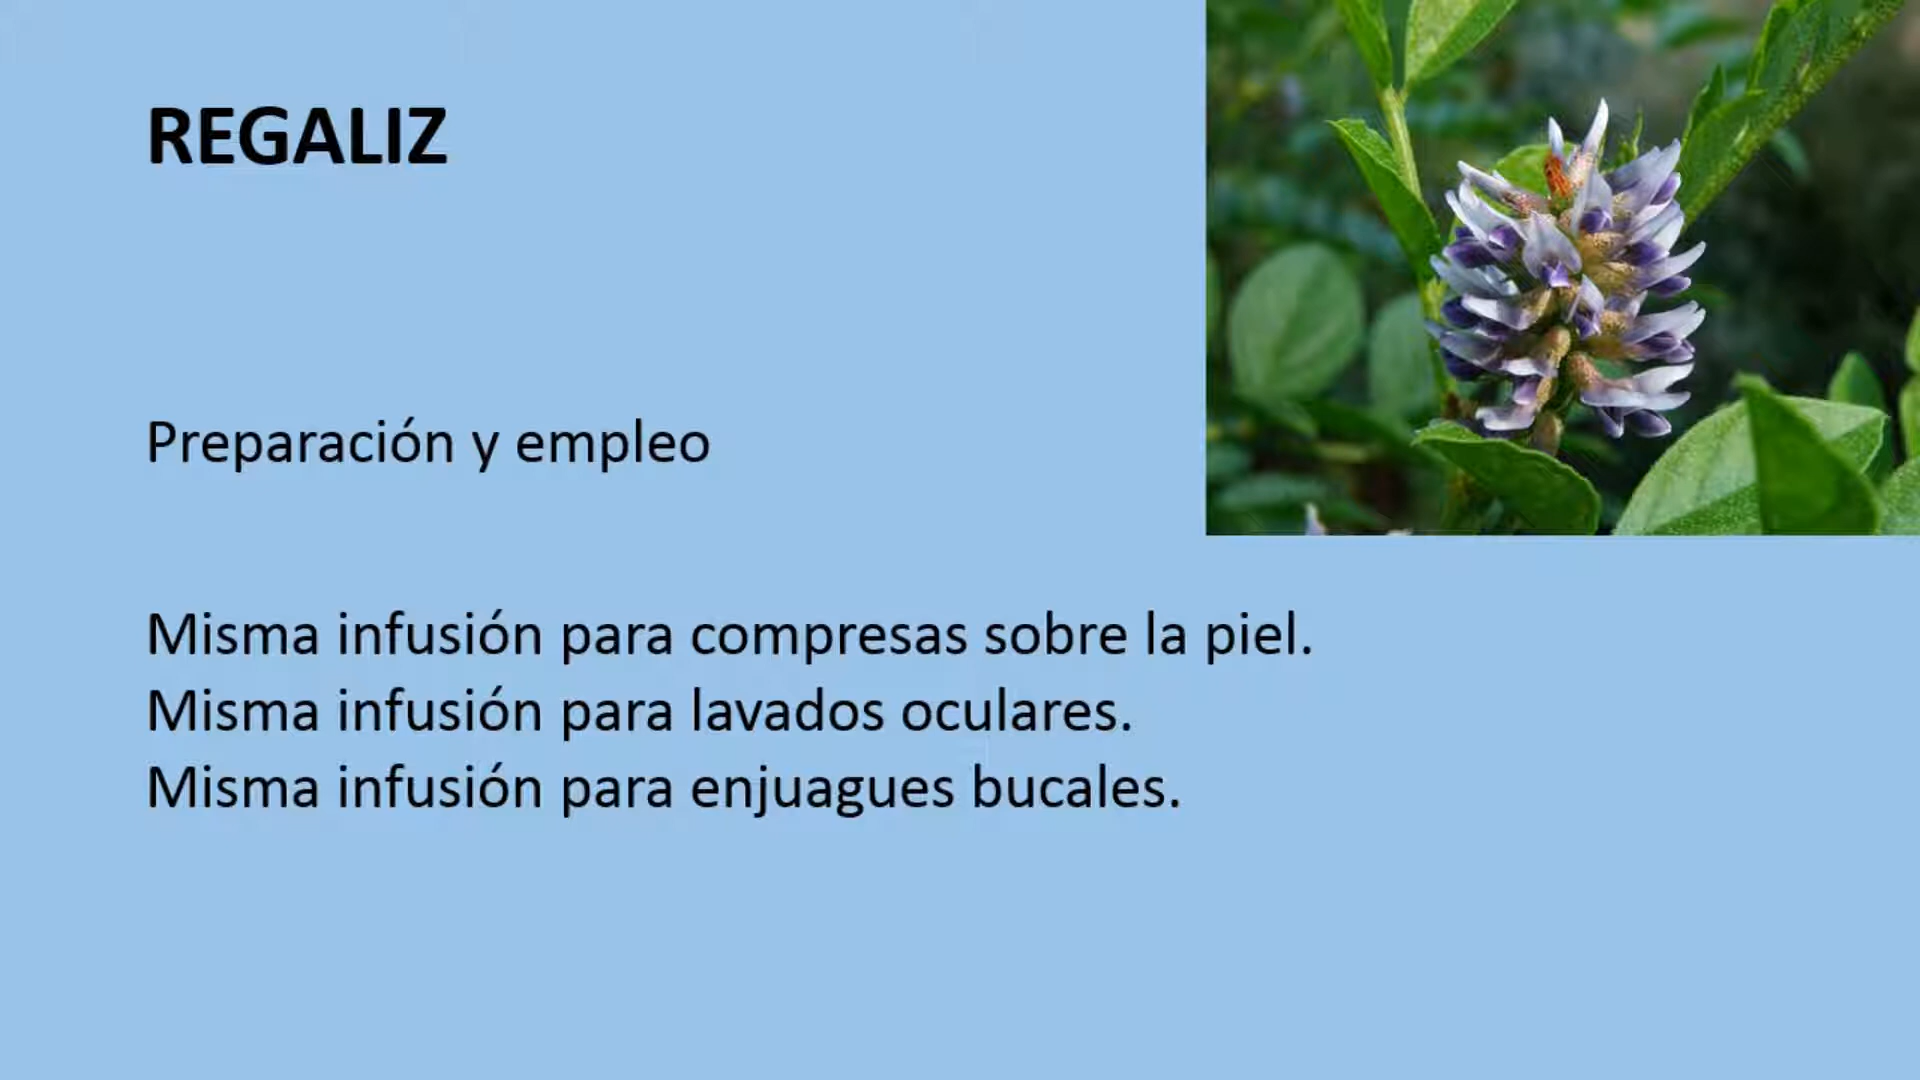 REGALIZ
Preparación y empleo
Misma infusión para compresas sobre la piel.
Misma infusión para lavados oculares.
Misma infusión para enjuagues bucales.